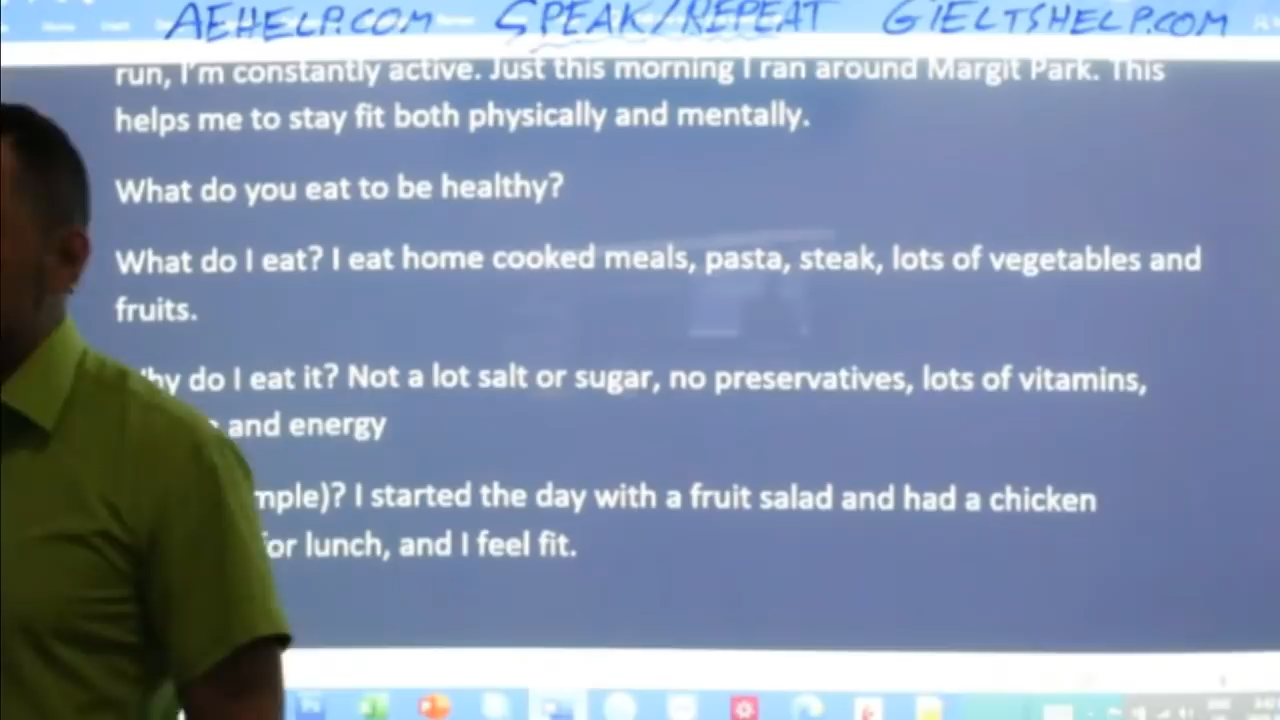 AEHELP.COM SPEAK/REPEAT GIELTSHELP.COM
run, I'm constantly active. Just this morning I ran around Margit Park. This
helps me to stay fit both physically and mentally.
What do you eat to be healthy?
What do I eat? I eat home cooked meals, pasta, steak, lots of vegetables and
fruits.
hy do I eat it? Not a lot salt or sugar, no preservatives, lots of vitamins,
and energy
mple)? I started the day with a fruit salad and had a chicken
or lunch, and I feel fit.